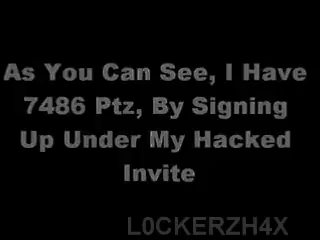 As You Can See, I Have
7486 Ptz, By Signing
Up Under My Hacked
Invite
L0CKERZH4X